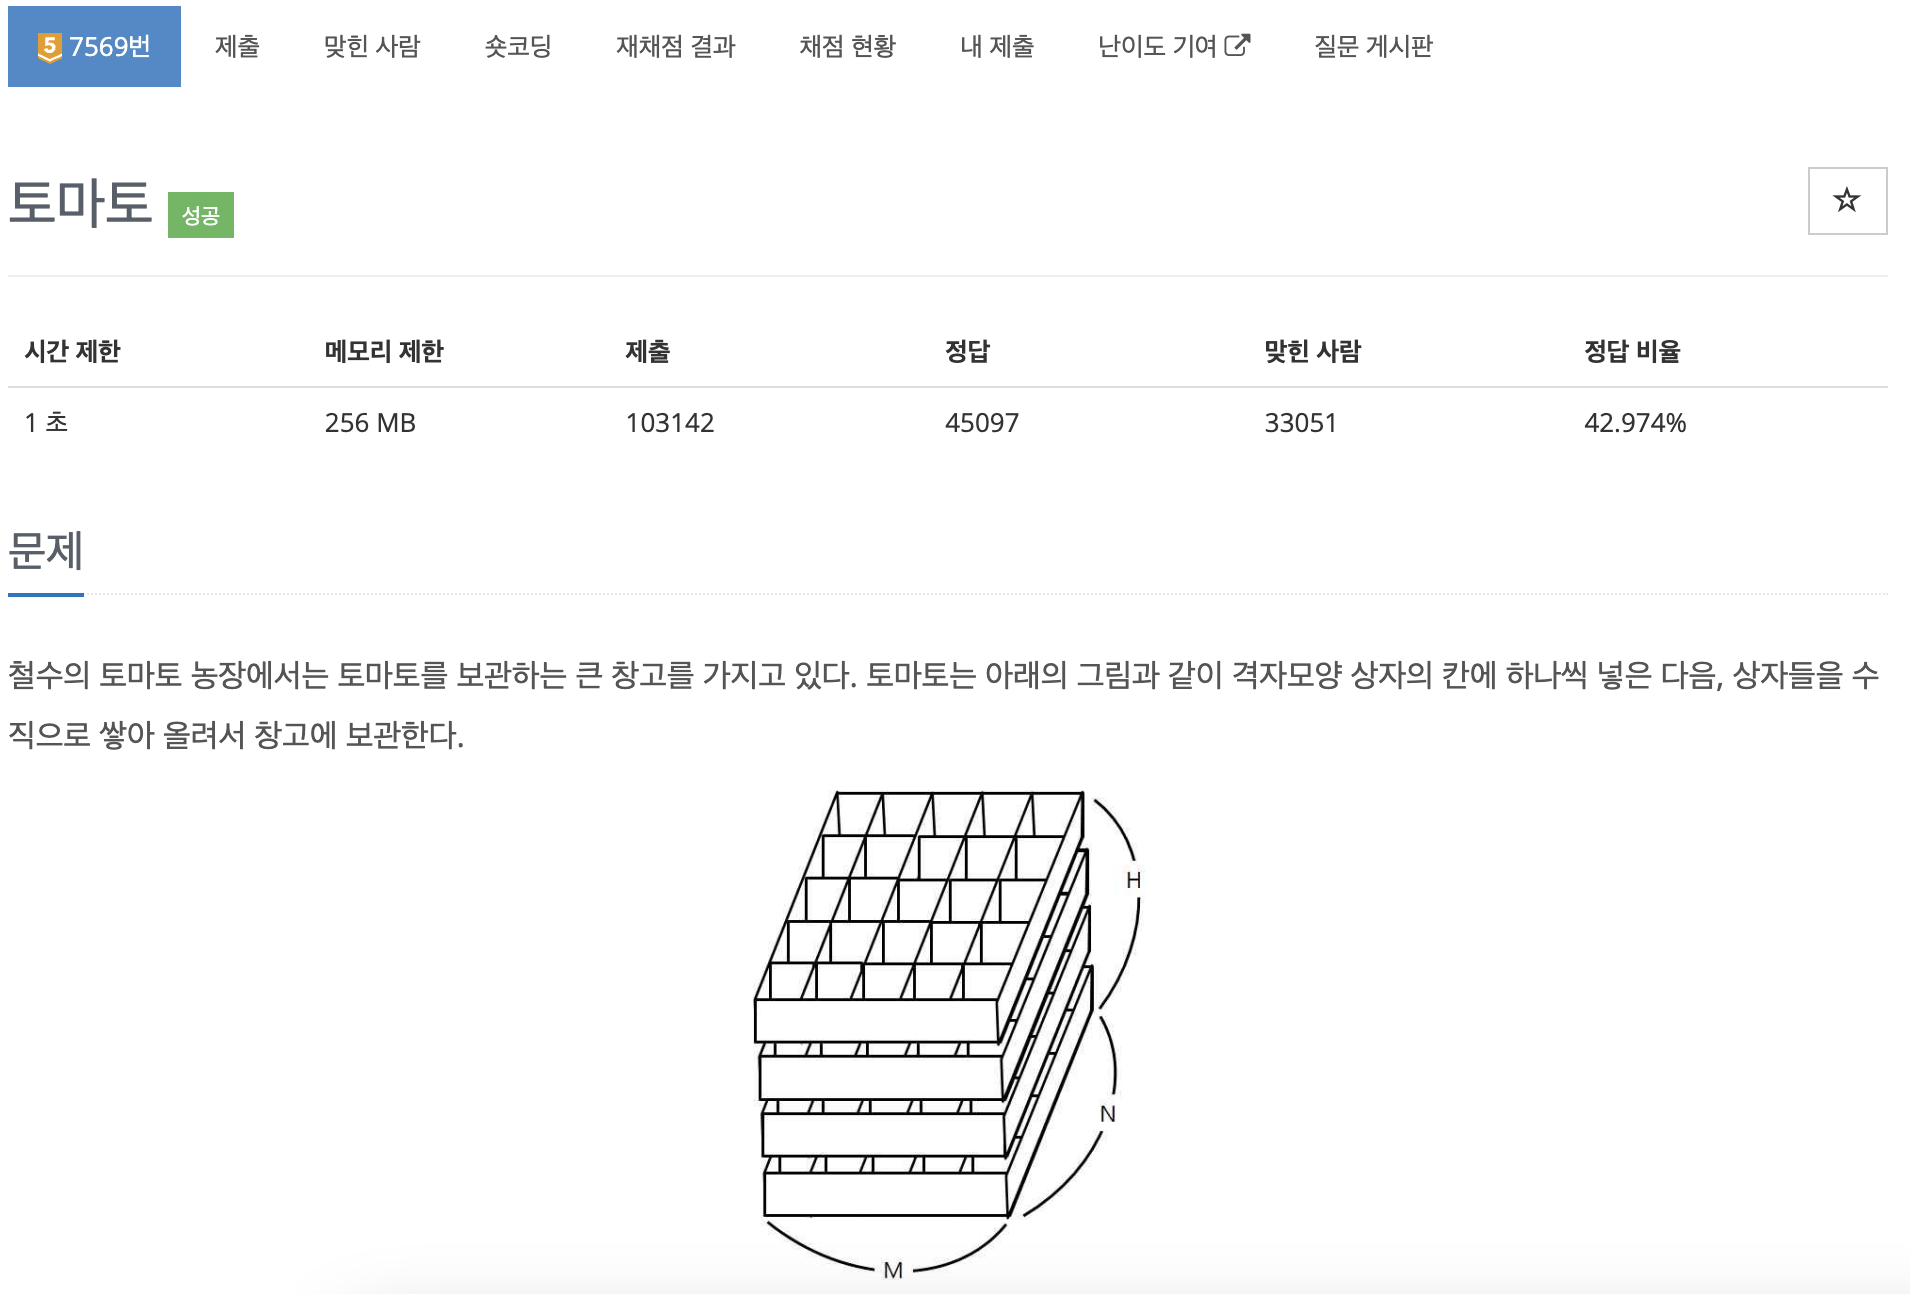 5 7569번 제출 맞힌 사람 숏코딩 재채점 결과 채점 현황 내 제출 난이도 기여 질문 게시판
토마토 성공
시간 제한 메모리 제한 제출 정답 맞힌 사람 정답 비율
1 초 256 MB 103142 45097 33051 42.974%
문제
철수의 토마토 농장에서는 토마토를 보관하는 큰 창고를 가지고 있다. 토마토는 아래의 그림과 같이 격자모양 상자의 칸에 하나씩 넣은 다음, 상자들을 수
직으로 쌓아 올려서 창고에 보관한다.
H
N
M